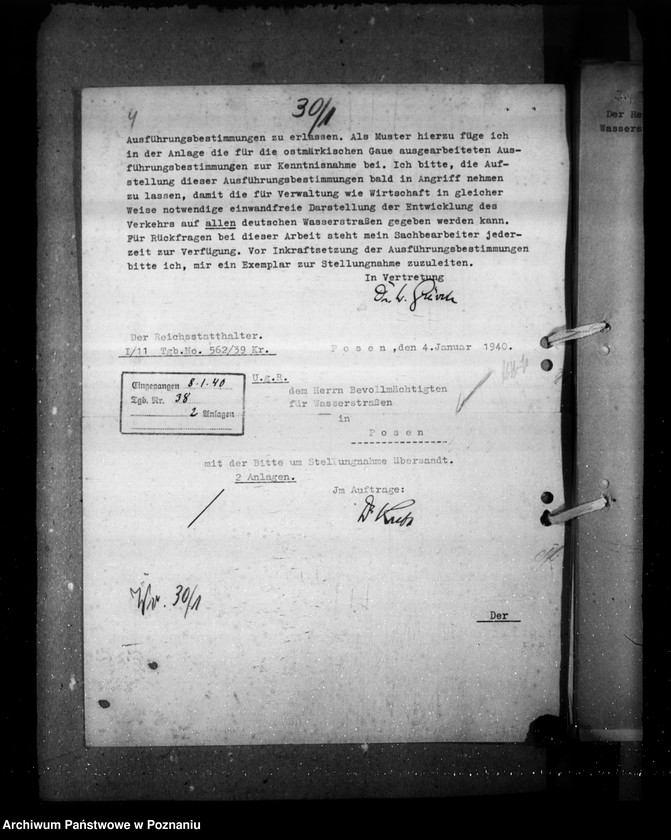 4
30/1
Ausführungsbestimmungen zu erlassen. Als Muster hierzu füge ich
in der Anlage die für die ostmärkischen Gaue ausgearbeiteten Aus-
führungsbestimmungen zur Kenntnisnahme bei. Ich bitte, die Auf-
stellung dieser Ausführungsbestimmungen bald in Angriff nehmen
zu lassen, damit die für Verwaltung wie Wirtschaft in gleicher
Weise notwendige einwandfreie Darstellung der Entwicklung des
Verkehrs auf allen deutschen Wasserstraßen gegeben werden kann.
Für Rückfragen bei dieser Arbeit steht mein Sachbearbeiter jeder-
zeit zur Verfügung. Vor Inkraftsetzung der Ausführungsbestimmungen
bitte ich, mir ein Exemplar zur Stellungnahme zuzuleiten.
In Vertretung
Der Reichsstatthalter.
I/11 Tgb.No. 562/39 Kr.
Posen, den 4.Januar 1940.
Eingegangen 8.1.40
Tgb. Nr. 38
2 Anlagen
U.g.R.
dem Herrn Bevollmächtigten
für Wasserstraßen
in
Posen
mit der Bitte um Stellungnahme übersandt.
2 Anlagen.
Jm Auftrage:
30/1
Der
Der Re
Wassers
Archiwum Państwowe w Poznaniu